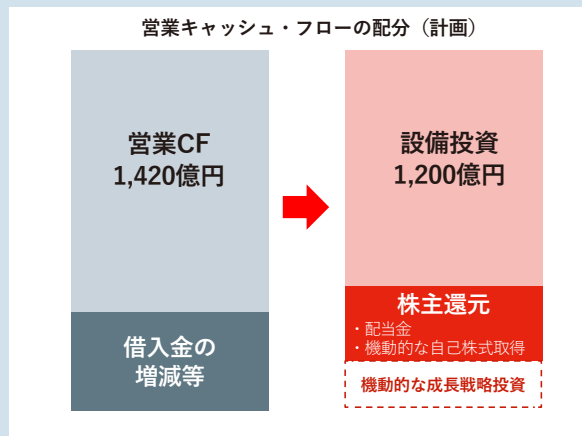 営業キャッシュ・フローの配分（計画）
営業CF
1,420億円
借入金の
増減等
設備投資
1,200億円
株主還元
・配当金
・機動的な自己株式取得
機動的な成長戦略投資